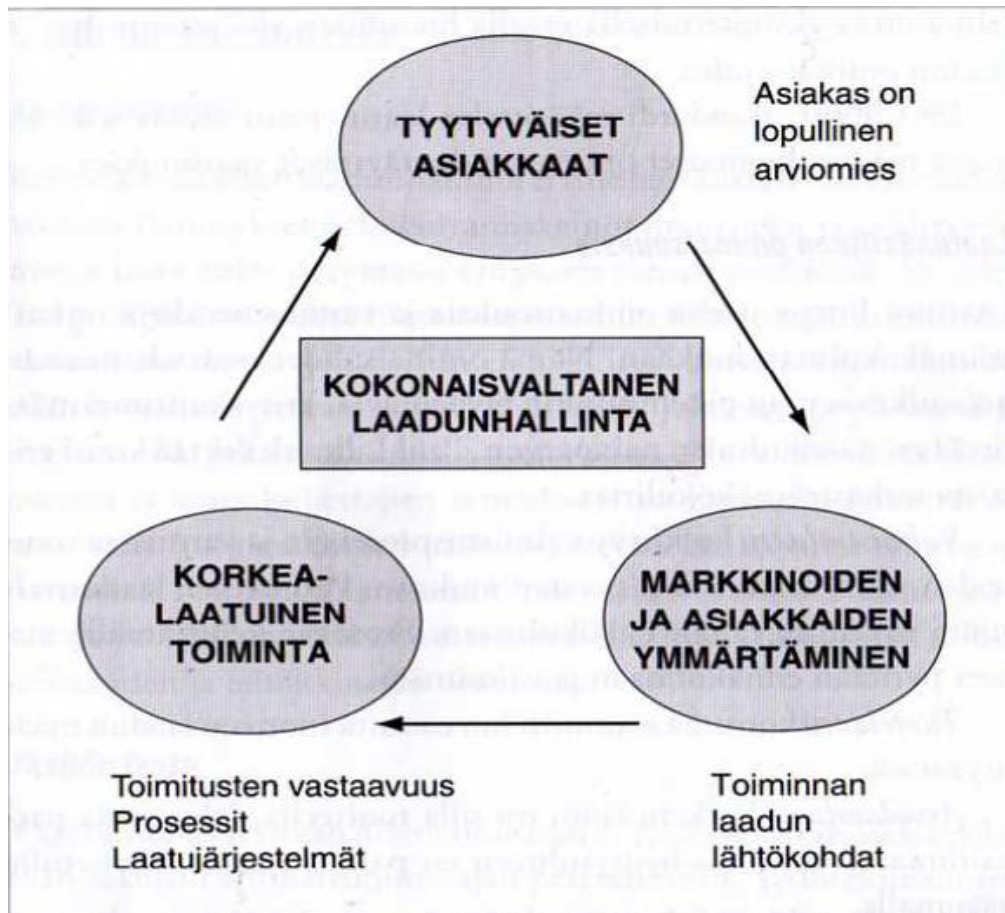 TYYTYVÄISET
ASIAKKAAT
Asiakas on
lopullinen
arviomies
KOKONAISVALTAINEN
LAADUNHALLINTA
KORKEA-
LAATUINEN
TOIMINTA
MARKKINOIDEN
JA ASIAKKAIDEN
YMMÄRTÄMINEN
Toimitusten vastaavuus
Prosessit
Laatujärjestelmät
Toiminnan
laadun
lähtökohdat